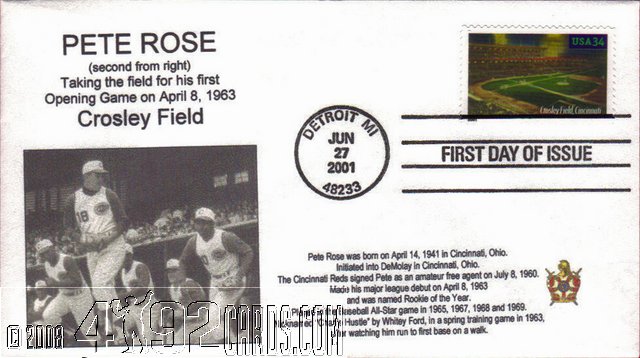 PETE ROSE
(second from right)
Taking the field for his first
Opening Game on April 8, 1963
Crosley Field
USA34
Crosley Field, Cincinnati
DETROIT MI
JUN
27
2001
48233
FIRST DAY OF ISSUE
18
Pete Rose was born on April 14, 1941 in Cincinnati, Ohio.
Initiated into DeMolay in Cincinnati, Ohio.
The Cincinnati Reds signed Pete as an amateur free agent on July 8, 1960.
Made his major league debut on April 8, 1963
and was named Rookie of the Year.
Baseball All-Star game in 1965, 1967, 1968 and 1969.
Nicknamed "Charlie Hustle" by Whitey Ford, in a spring training game in 1963,
after watching him run to first base on a walk.
© 2008 4192CARDS.COM